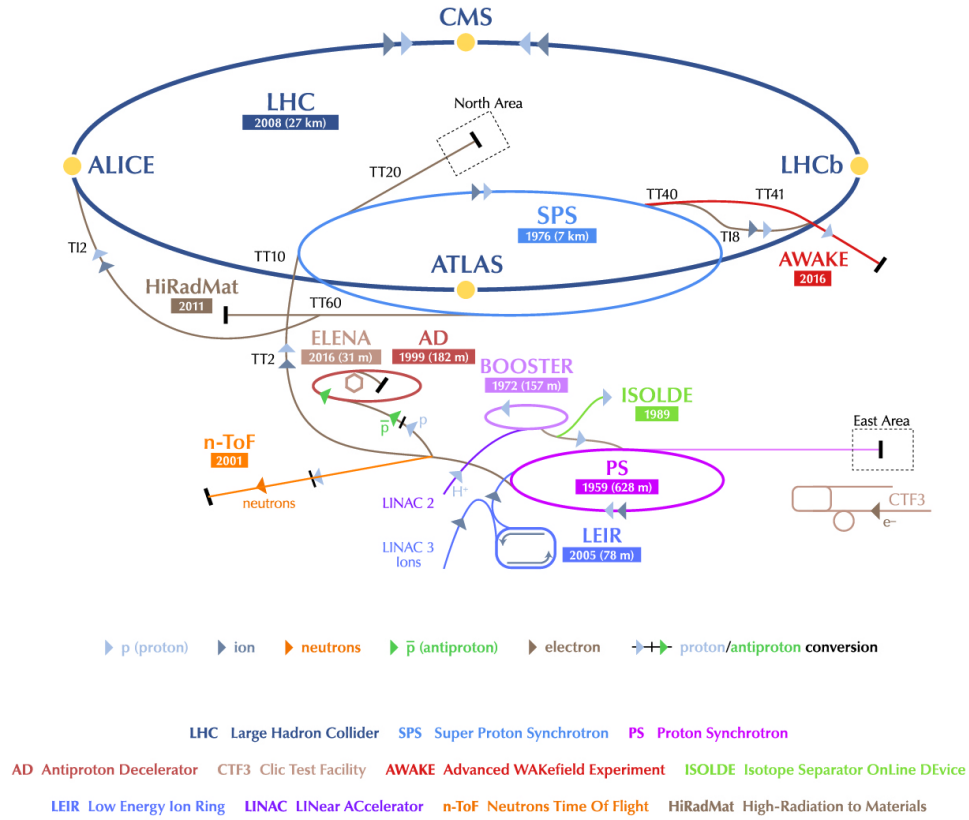 CMS
LHC
2008 (27 km)
North Area
ALICE
TT20
LHCb
TT40
TT41
SPS
1976 (7 km)
TI8
TI2
TT10
ATLAS
AWAKE
2016
HiRadMat
2011
TT60
ELENA
2016 (31 m)
AD
1999 (182 m)
TT2
BOOSTER
1972 (157 m)
ISOLDE
1989
p̅
p
East Area
n-ToF
2001
neutrons
PS
1959 (628 m)
H⁺
LINAC 2
CTF3
e–
LEIR
2005 (78 m)
LINAC 3
Ions
p (proton) ion neutrons p̅ (antiproton) electron proton/antiproton conversion
LHC Large Hadron Collider SPS Super Proton Synchrotron PS Proton Synchrotron
AD Antiproton Decelerator CTF3 Clic Test Facility AWAKE Advanced WAKefield Experiment ISOLDE Isotope Separator OnLine DEvice
LEIR Low Energy Ion Ring LINAC LINear ACcelerator n-ToF Neutrons Time Of Flight HiRadMat High-Radiation to Materials